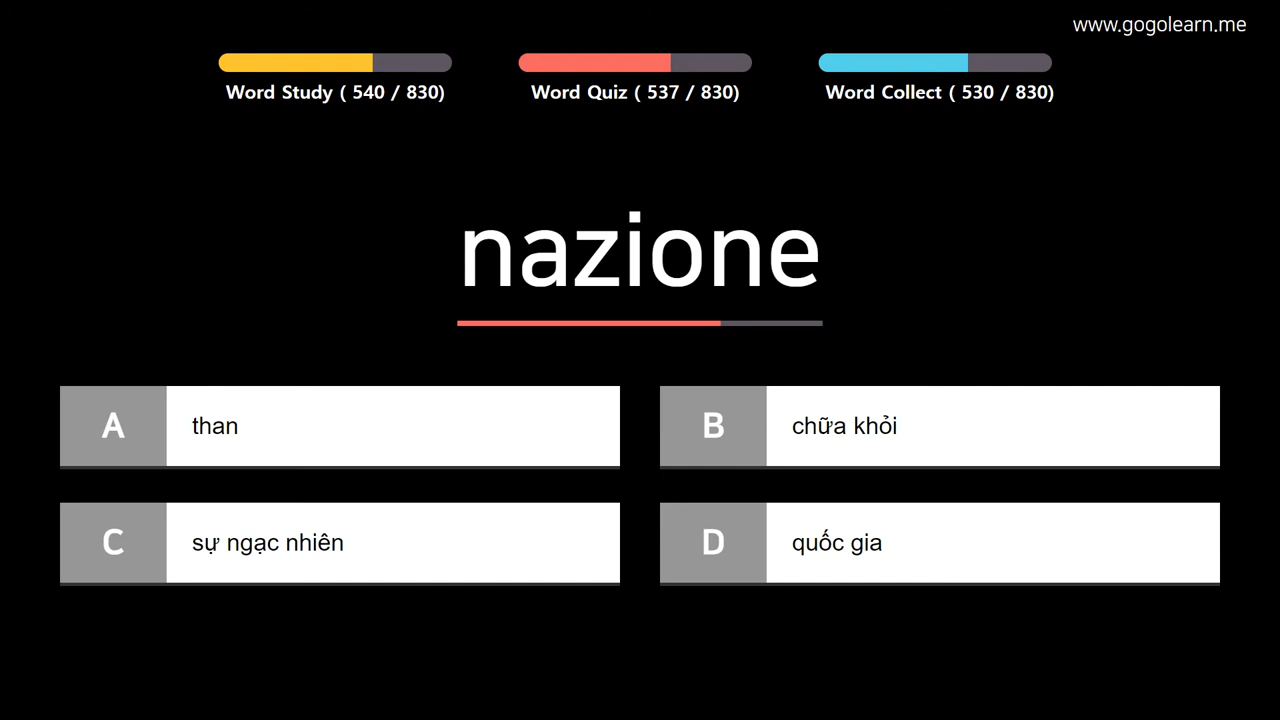 www.gogolearn.me
Word Study ( 540 / 830)
Word Quiz ( 537 / 830)
Word Collect ( 530 / 830)
nazione
A than
B chữa khỏi
C sự ngạc nhiên
D quốc gia